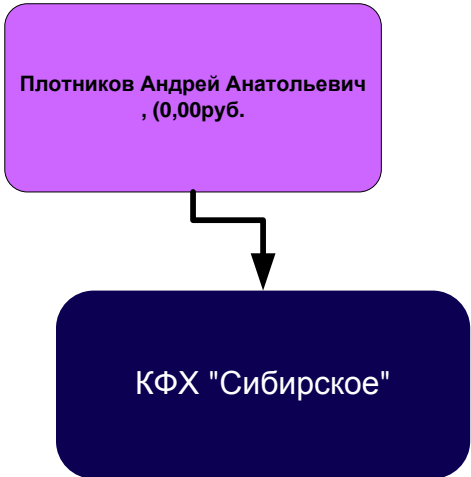 Плотников Андрей Анатольевич
, (0,00руб.
КФХ "Сибирское"